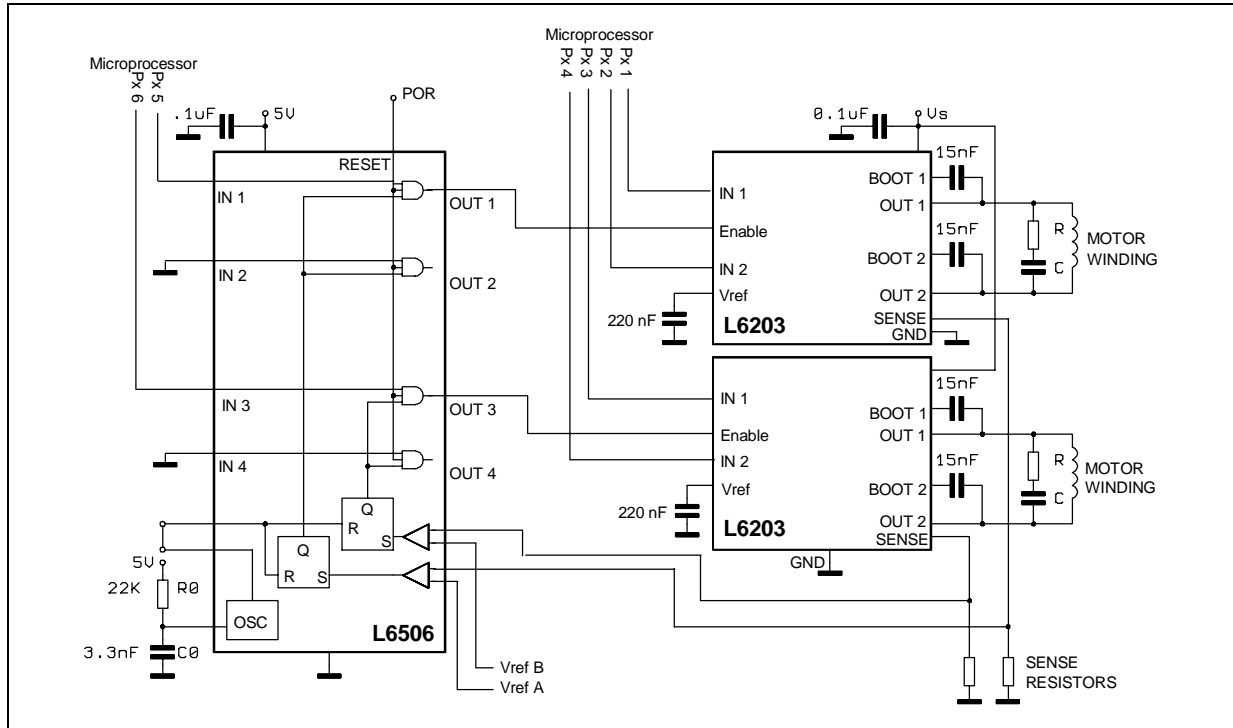 Microprocessor
Px 6
Px 5
.1uF
5V
POR
RESET
IN 1
OUT 1
IN 2
OUT 2
IN 3
OUT 3
IN 4
OUT 4
Q
R
S
Q
R
S
5V
22K
R0
OSC
3.3nF
C0
L6506
Vref B
Vref A
Microprocessor
Px 4
Px 3
Px 2
Px 1
0.1uF
Vs
15nF
BOOT 1
IN 1
OUT 1
Enable
15nF
R
MOTOR
WINDING
BOOT 2
IN 2
C
Vref
OUT 2
220 nF
L6203
SENSE
GND
15nF
IN 1
BOOT 1
OUT 1
Enable
IN 2
15nF
R
MOTOR
WINDING
Vref
BOOT 2
C
220 nF
L6203
OUT 2
SENSE
GND
SENSE
RESISTORS